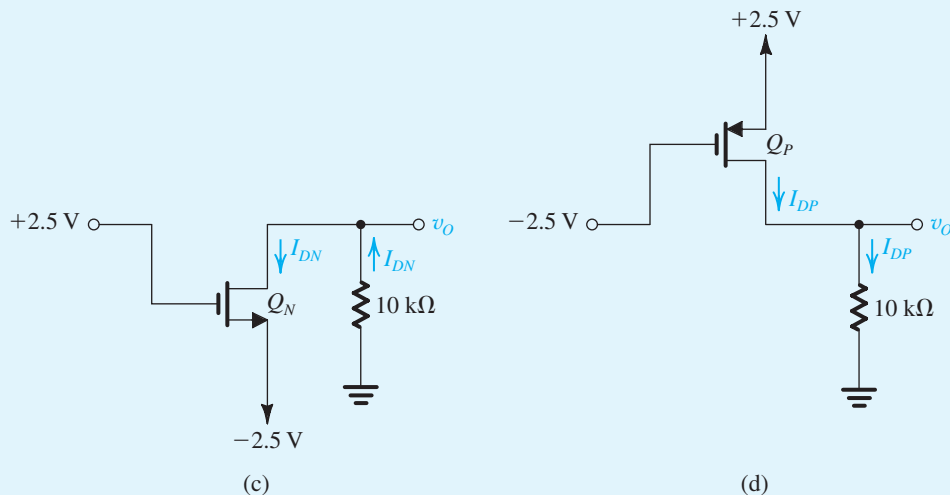 +2.5 V
v_O
I_DN
I_DN
Q_N
10 kΩ
−2.5 V
(c)
+2.5 V
Q_P
I_DP
−2.5 V
v_O
I_DP
10 kΩ
(d)